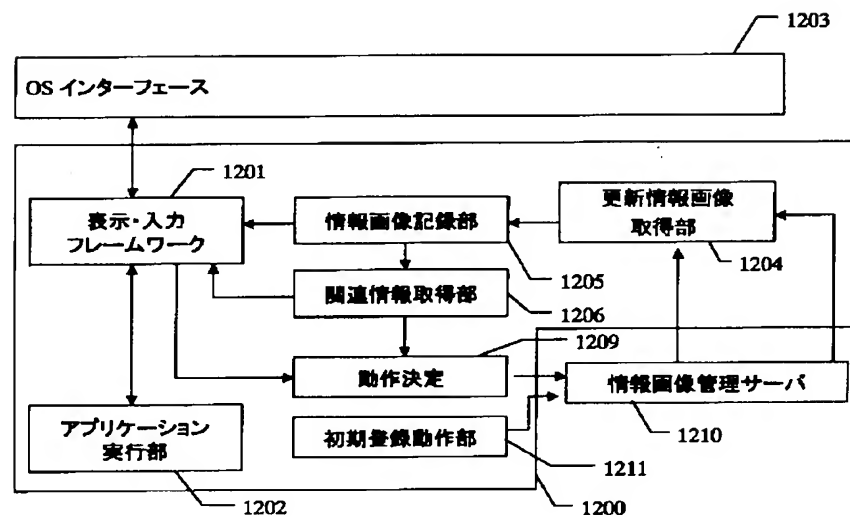 1203
OS インターフェース
1201
表示・入力
フレームワーク
情報画像記録部
更新情報画像
取得部
1204
1205
関連情報取得部
1206
1209
動作決定
情報画像管理サーバ
1210
アプリケーション
実行部
初期登録動作部
1211
1202
1200